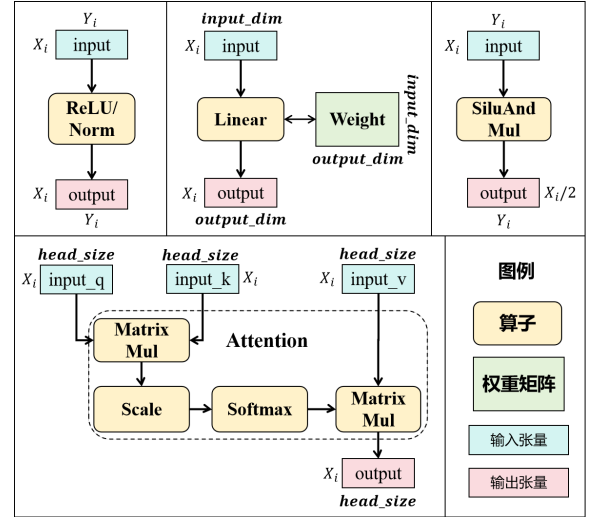 Y_i
X_i input
ReLU/
Norm
X_i output
Y_i
input_dim
X_i input
Linear
Weight
input_dim
output_dim
X_i output
output_dim
Y_i
X_i input
SiluAnd
Mul
output X_i/2
Y_i
head_size head_size head_size
X_i input_q input_k X_i X_i input_v
Matrix
Mul
Attention
Scale Softmax Matrix
Mul
X_i output
head_size
图例
算子
权重矩阵
输入张量
输出张量